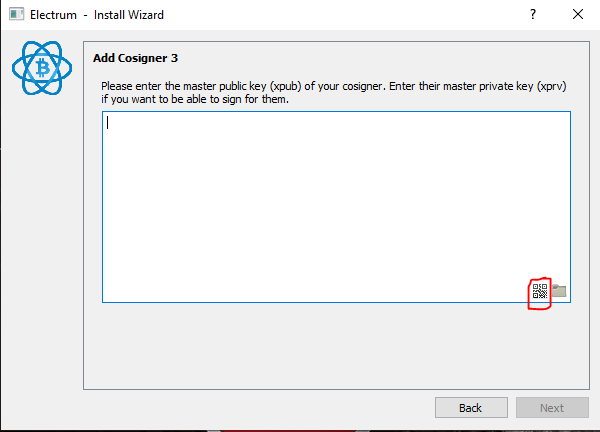 Electrum - Install Wizard
?
Add Cosigner 3
Please enter the master public key (xpub) of your cosigner. Enter their master private key (xprv)
if you want to be able to sign for them.
Back
Next